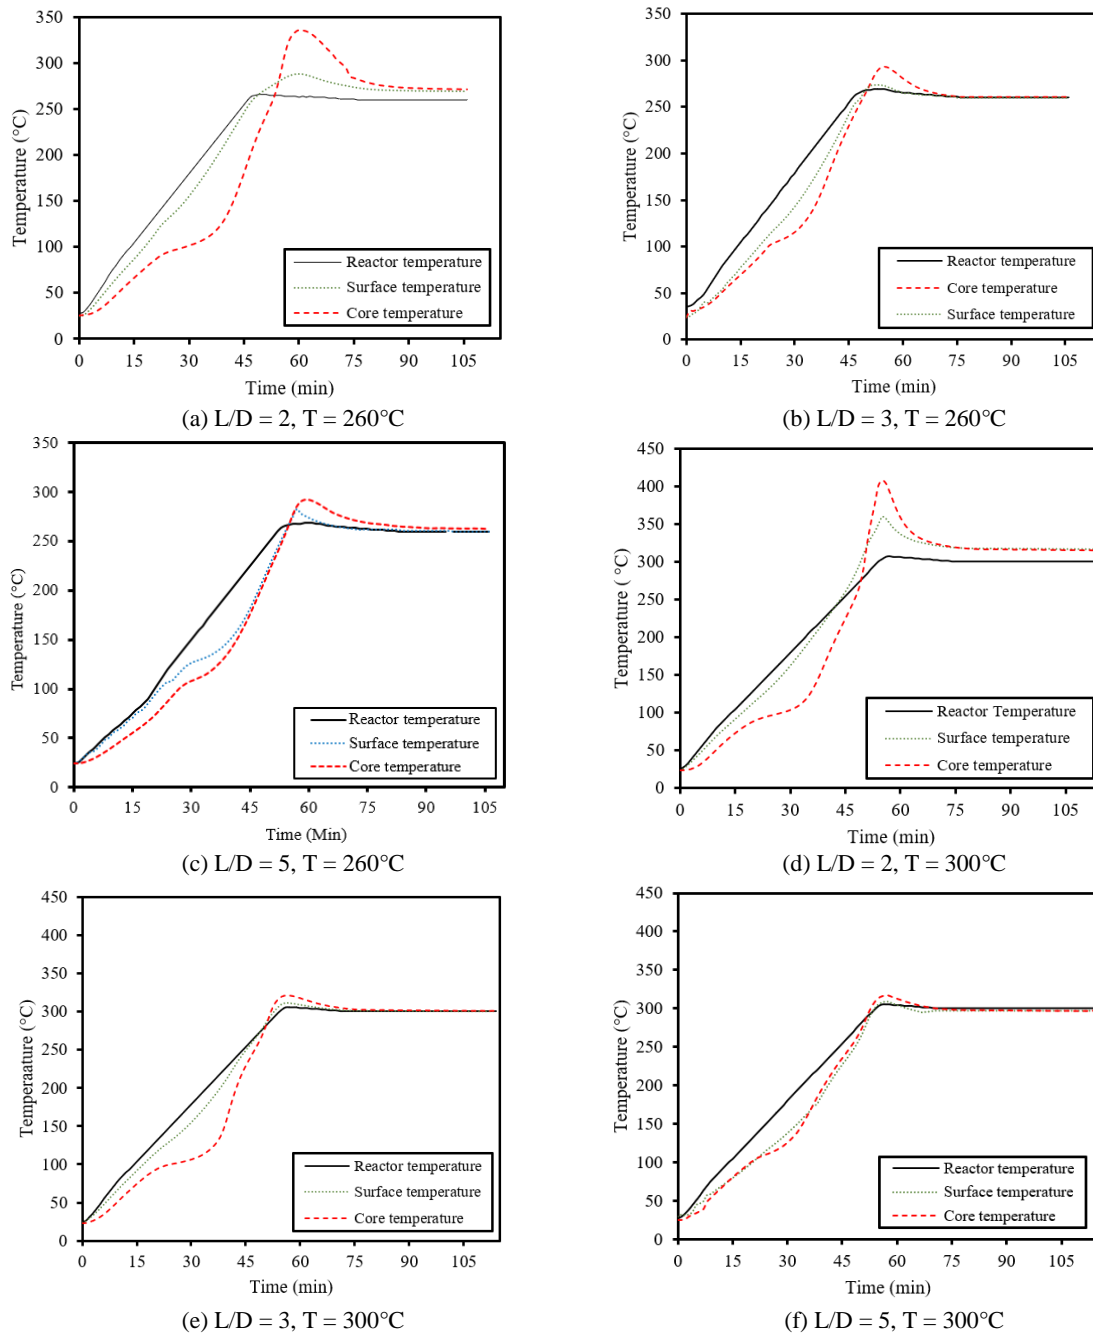 350
300
250
200
150
100
50
0
Temperature (°C)
Reactor temperature
Surface temperature
Core temperature
0 15 30 45 60 75 90 105
Time (min)
(a) L/D = 2, T = 260°C
350
300
250
200
150
100
50
0
Temperature (°C)
Reactor temperature
Core temperature
Surface temperature
0 15 30 45 60 75 90 105
Time (min)
(b) L/D = 3, T = 260°C
350
300
250
200
150
100
50
0
Temperature (°C)
Reactor temperature
Surface temperature
Core temperature
0 15 30 45 60 75 90 105
Time (Min)
(c) L/D = 5, T = 260°C
450
400
350
300
250
200
150
100
50
0
Temperature ( °C)
Reactor Temperature
Surface temperature
Core temperature
0 15 30 45 60 75 90 105
Time (min)
(d) L/D = 2, T = 300°C
450
400
350
300
250
200
150
100
50
0
Temperaature (°C)
Reactor temperature
Surface temperature
Core temperature
0 15 30 45 60 75 90 105
Time (min)
(e) L/D = 3, T = 300°C
450
400
350
300
250
200
150
100
50
0
Temperature (°C)
Reactor temperature
Surface temperature
Core temperature
0 15 30 45 60 75 90 105
Time (min)
(f) L/D = 5, T = 300°C